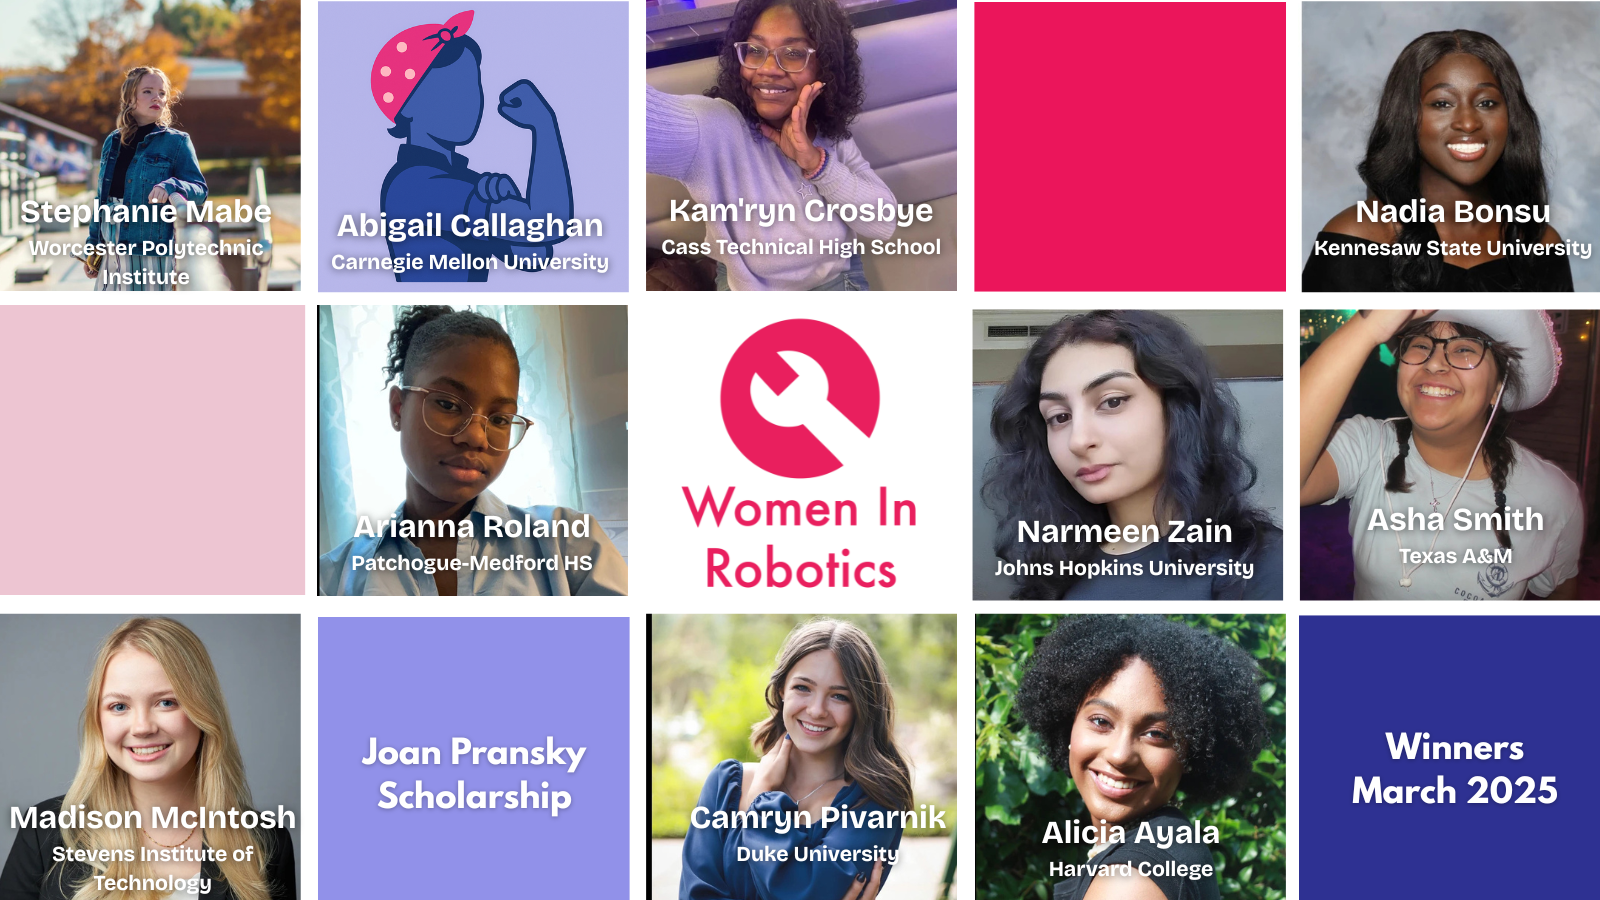 Stephanie Mabe
Worcester Polytechnic
Institute
Abigail Callaghan
Carnegie Mellon University
Kam'ryn Crosbye
Cass Technical High School
Nadia Bonsu
Kennesaw State University
Arianna Roland
Patchogue-Medford HS
Women In
Robotics
Narmeen Zain
Johns Hopkins University
Asha Smith
Texas A&M
Madison McIntosh
Stevens Institute of
Technology
Joan Pransky
Scholarship
Camryn Pivarnik
Duke University
Alicia Ayala
Harvard College
Winners
March 2025